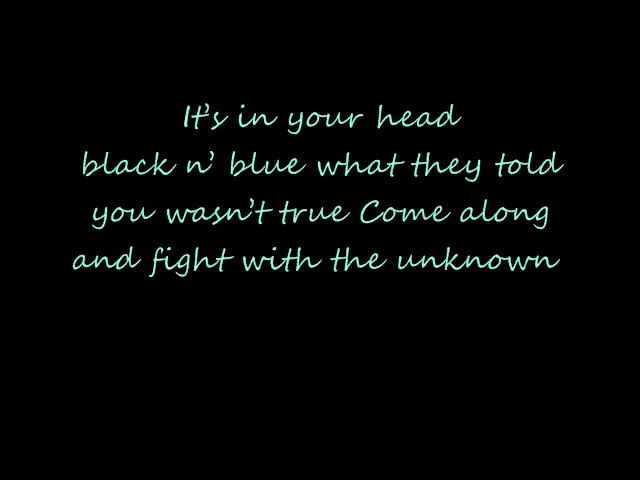 It's in your head
black n' blue what they told
you wasn't true Come along
and fight with the unknown